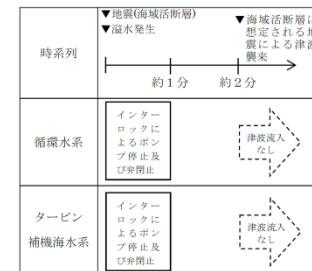 ▼地震(海域活断層)
▼溢水発生
▼海域活断層に
想定される地
震による津波
襲来
時系列
約1分
約2分
循環水系
インター
ロックに
よるポン
プ停止及
び弁閉止
津波流入
なし
タービン
補機海水系
インター
ロックに
よるポン
プ停止及
び弁閉止
津波流入
なし